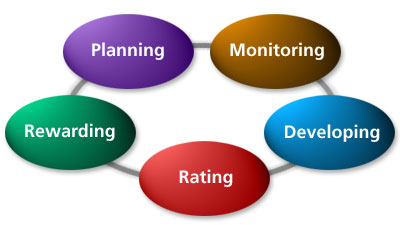 Planning
Monitoring
Developing
Rating
Rewarding